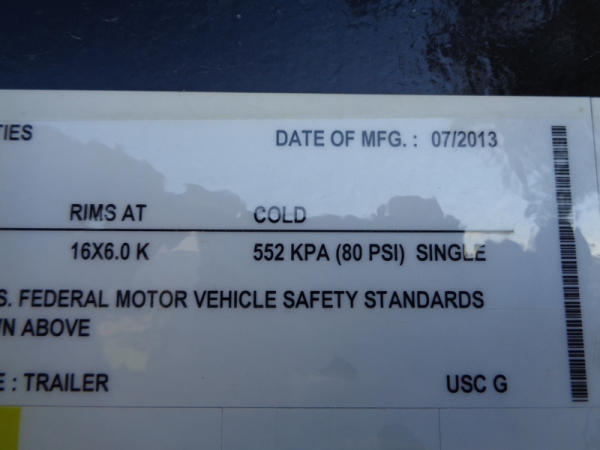 TIES DATE OF MFG. : 07/2013
RIMS AT COLD
16X6.0 K 552 KPA (80 PSI) SINGLE
S. FEDERAL MOTOR VEHICLE SAFETY STANDARDS
WN ABOVE
E : TRAILER USC G